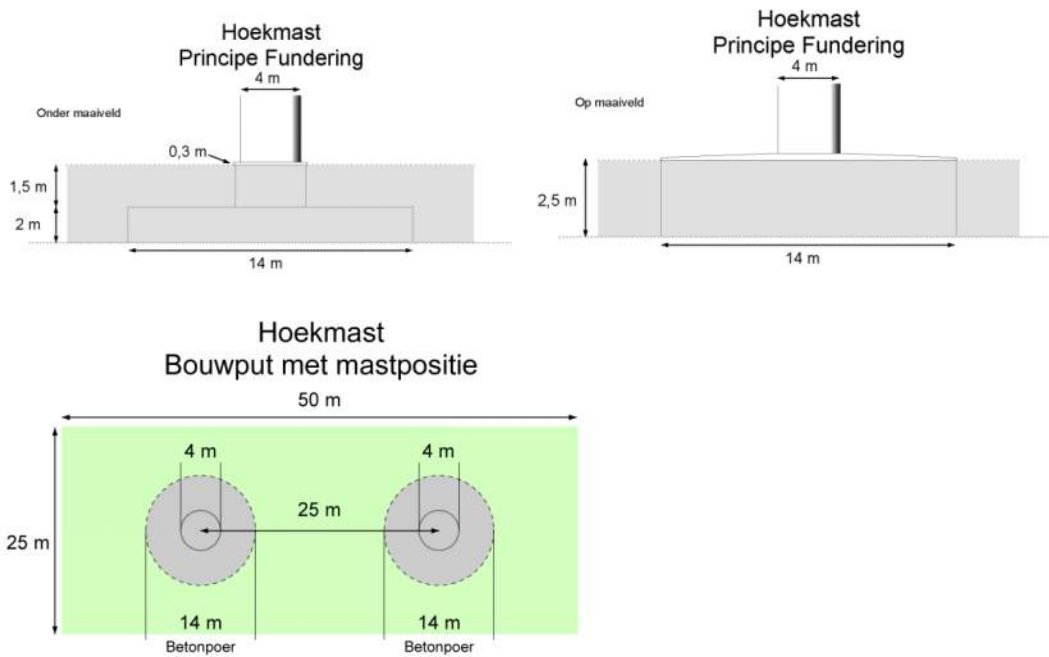 Hoekmast
Principe Fundering
4 m
Onder maaiveld
0,3 m
1,5 m
2 m
14 m
Hoekmast
Principe Fundering
4 m
Op maaiveld
2,5 m
14 m
Hoekmast
Bouwput met mastpositie
50 m
4 m
4 m
25 m
25 m
14 m
14 m
Betonpoer
Betonpoer